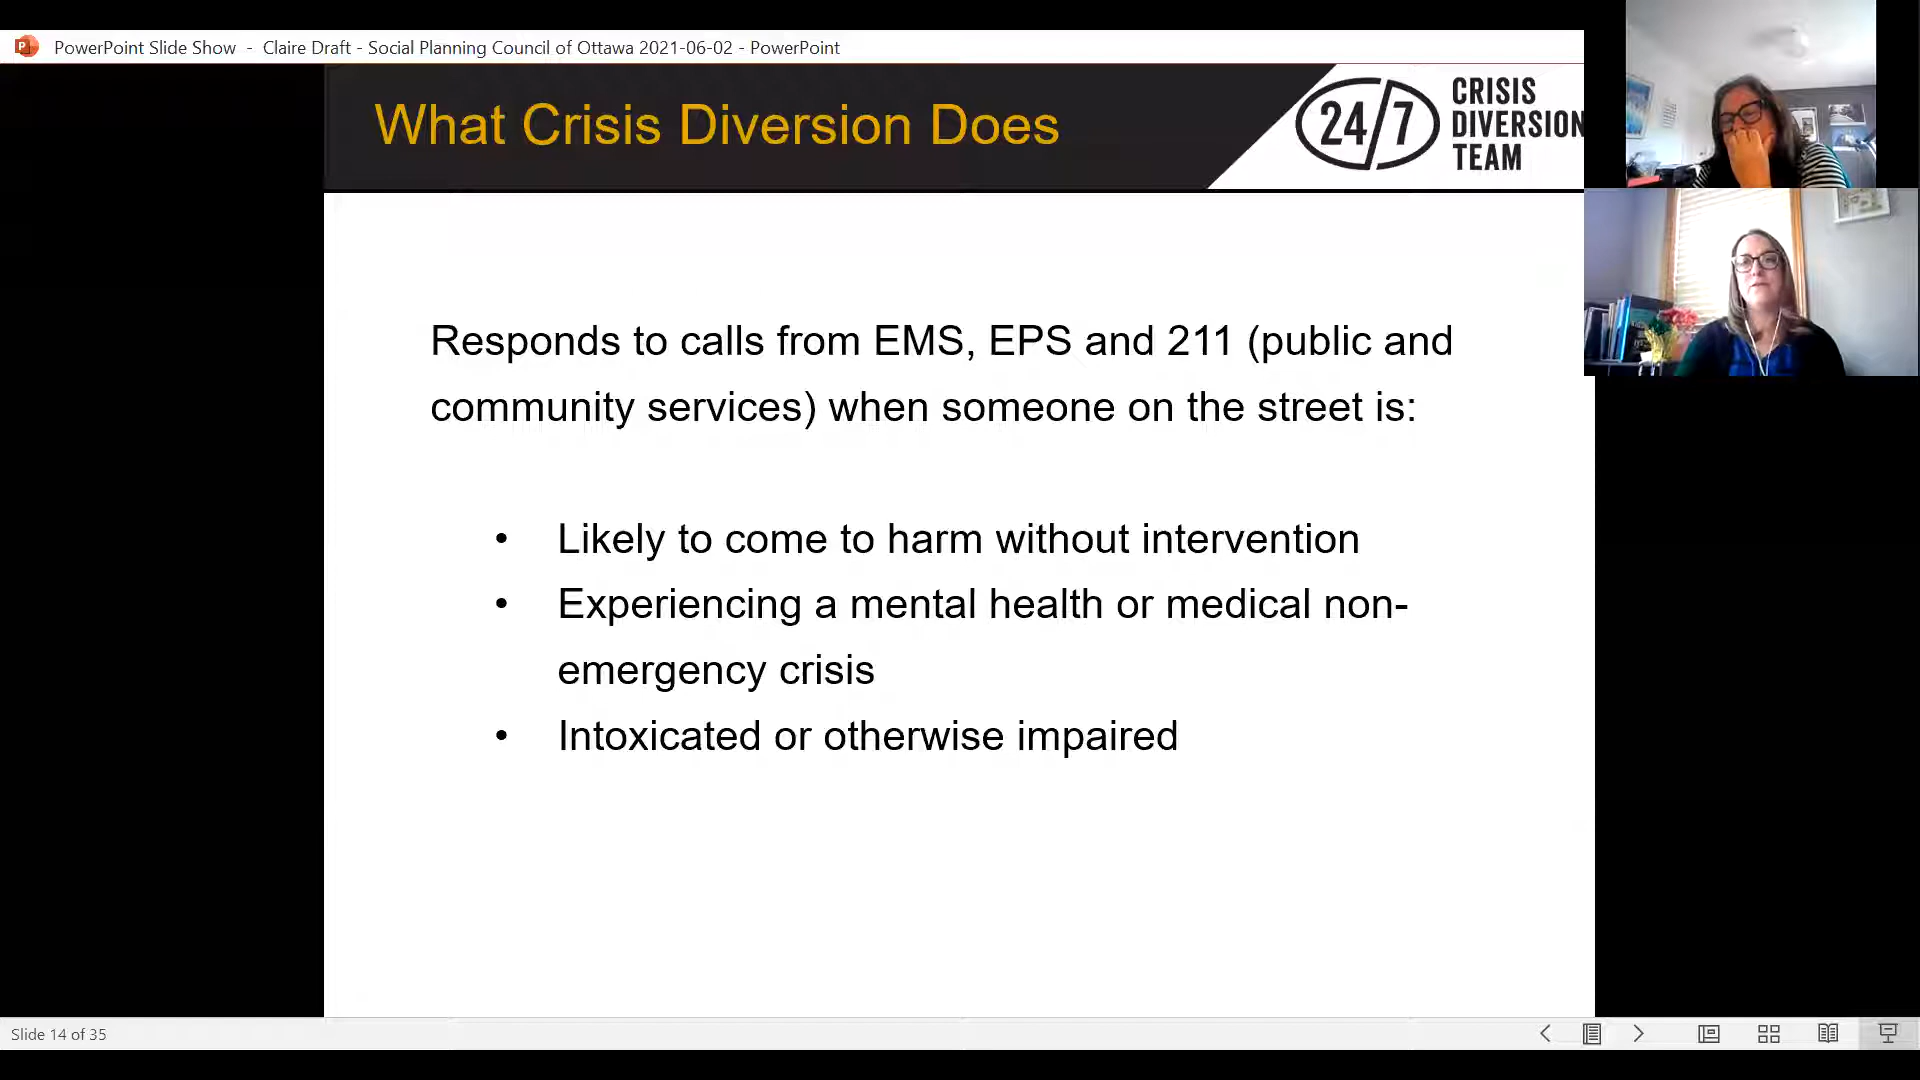 PowerPoint Slide Show - Claire Draft - Social Planning Council of Ottawa 2021-06-02 - PowerPoint
What Crisis Diversion Does
24/7
CRISIS
DIVERSION
TEAM
Responds to calls from EMS, EPS and 211 (public and
community services) when someone on the street is:
• Likely to come to harm without intervention
• Experiencing a mental health or medical non-
emergency crisis
• Intoxicated or otherwise impaired
Slide 14 of 35